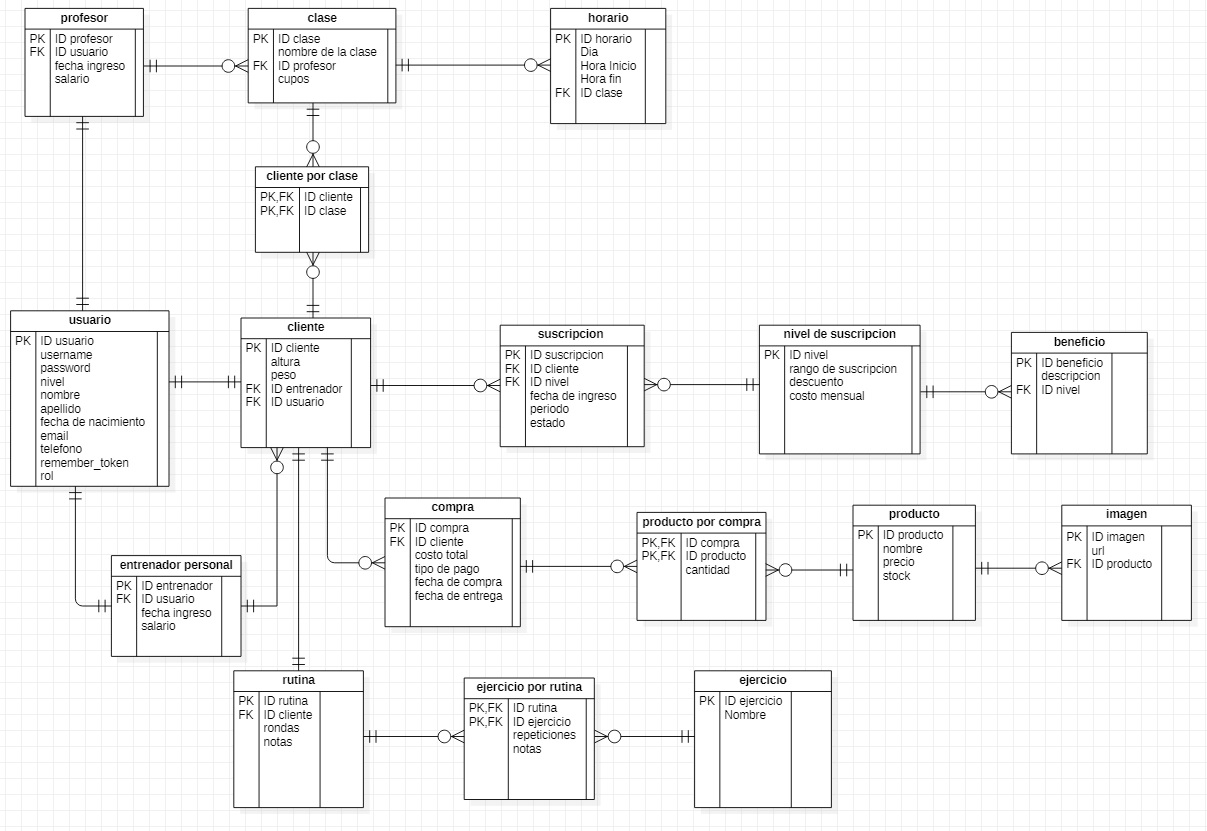 profesor
PK ID profesor
FK ID usuario
fecha ingreso
salario
clase
PK ID clase
nombre de la clase
FK ID profesor
cupos
horario
PK ID horario
Dia
Hora Inicio
Hora fin
FK ID clase
cliente por clase
PK,FK ID cliente
PK,FK ID clase
usuario
PK ID usuario
username
password
nivel
nombre
apellido
fecha de nacimiento
email
telefono
remember_token
rol
cliente
PK ID cliente
altura
peso
FK ID entrenador
FK ID usuario
suscripcion
PK ID suscripcion
FK ID cliente
FK ID nivel
fecha de ingreso
periodo
estado
nivel de suscripcion
PK ID nivel
rango de suscripcion
descuento
costo mensual
beneficio
PK ID beneficio
descripcion
FK ID nivel
entrenador personal
PK ID entrenador
FK ID usuario
fecha ingreso
salario
compra
PK ID compra
FK ID cliente
costo total
tipo de pago
fecha de compra
fecha de entrega
producto por compra
PK,FK ID compra
PK,FK ID producto
cantidad
producto
PK ID producto
nombre
precio
stock
imagen
PK ID imagen
url
FK ID producto
rutina
PK ID rutina
FK ID cliente
rondas
notas
ejercicio por rutina
PK,FK ID rutina
PK,FK ID ejercicio
repeticiones
notas
ejercicio
PK ID ejercicio
Nombre